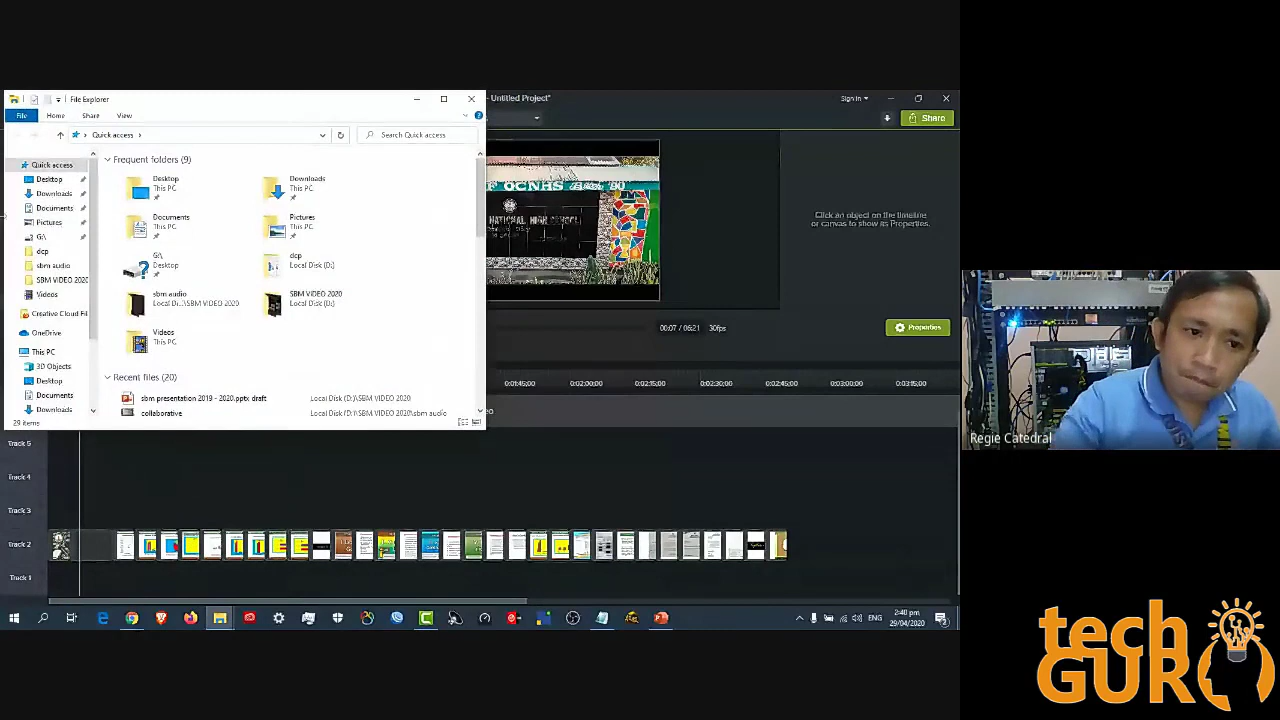 File Explorer
Untitled Project*
Sign in
File
Home
Share
View
Share
Quick access
Search Quick access
Quick access
Desktop
Downloads
Documents
Pictures
G:\
dcp
sbm audio
SBM VIDEO 2020
Videos
Creative Cloud Fil
OneDrive
This PC
3D Objects
Desktop
Documents
Downloads
29 items
Frequent folders (9)
Desktop
This PC
Downloads
This PC
Documents
This PC
Pictures
This PC
G:\
Desktop
dcp
Local Disk (D:)
sbm audio
Local Di...\SBM VIDEO 2020
SBM VIDEO 2020
Local Disk (D:)
Videos
This PC
Recent files (20)
sbm presentation 2019 - 2020.pptx draft
Local Disk (D:)\SBM VIDEO 2020
collaborative
Local Disk (D:)\SBM VIDEO 2020\sbm audio
F OCNHS
'90
NATIONAL HIGH SCHOOL
Click an object on the timeline
or canvas to show its Properties.
00:07 / 06:21
30fps
Properties
0:01:45;00
0:02:00;00
0:02:15;00
0:02:30;00
0:02:45;00
0:03:15;00
Track 5
Track 4
Track 3
Track 2
Track 1
ENG
2:40 pm
29/04/2020
Regie Catedral
tech
GURO